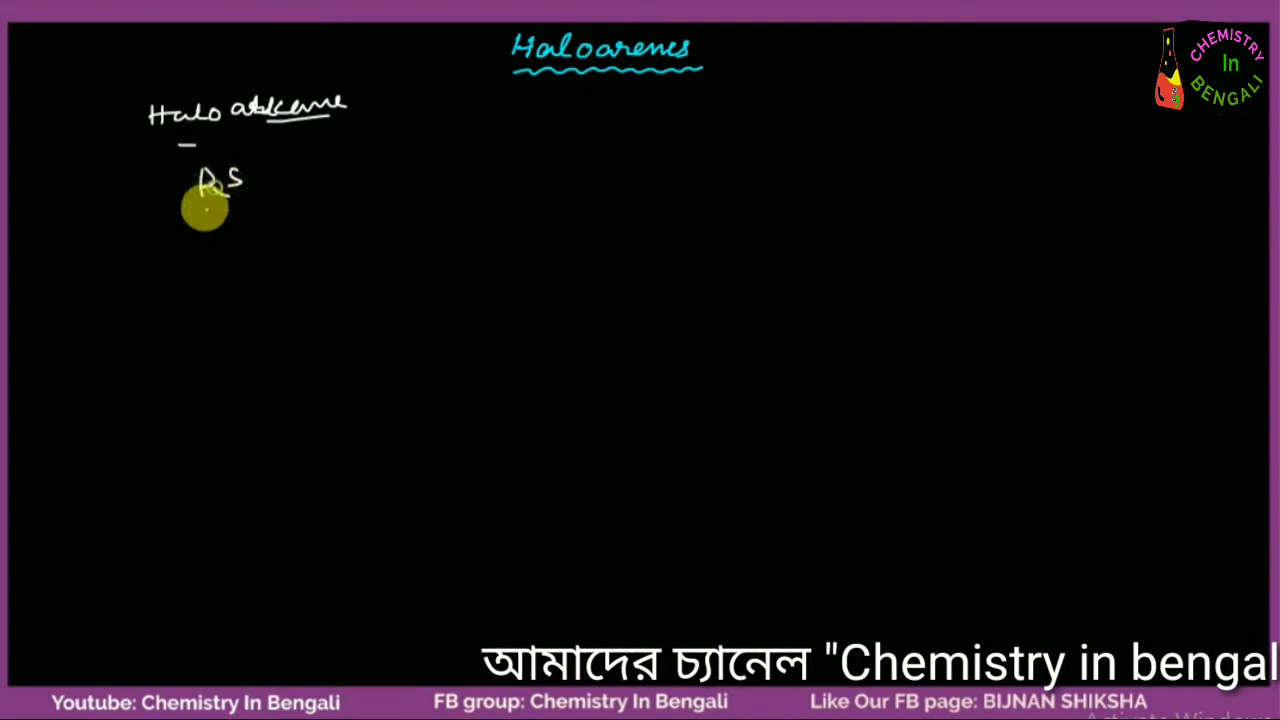 Haloarenes
CHEMISTRY
In
BENGALI
Halo
আমাদের চ্যানেল "Chemistry in bengal
Youtube: Chemistry In Bengali
FB group: Chemistry In Bengali
Like Our FB page: BIJNAN SHIKSHA